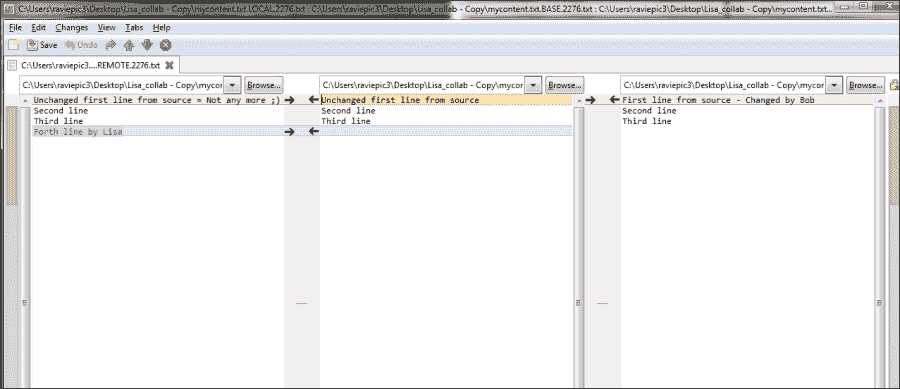 C:\Users\raviepic3\Desktop\Lisa_collab - Copy\mycontent.txt.LOCAL.2276.txt : C:\Users\raviepic3\Desktop\Lisa_collab - Copy\mycontent.txt.BASE.2276.txt : C:\Users\raviepic3\Desktop\Lisa_collab - Copy\mycontent.txt...
File Edit Changes View Tabs Help
Save Undo
C:\Users\raviepic3....REMOTE.2276.txt
C:\Users\raviepic3\Desktop\Lisa_collab - Copy\mycor Browse... C:\Users\raviepic3\Desktop\Lisa_collab - Copy\mycor Browse... C:\Users\raviepic3\Desktop\Lisa_collab - Copy\mycor Browse...
Unchanged first line from source = Not any more ;) Unchanged first line from source First line from source - Changed by Bob
Second line Second line Second line
Third line Third line Third line
Forth line by Lisa